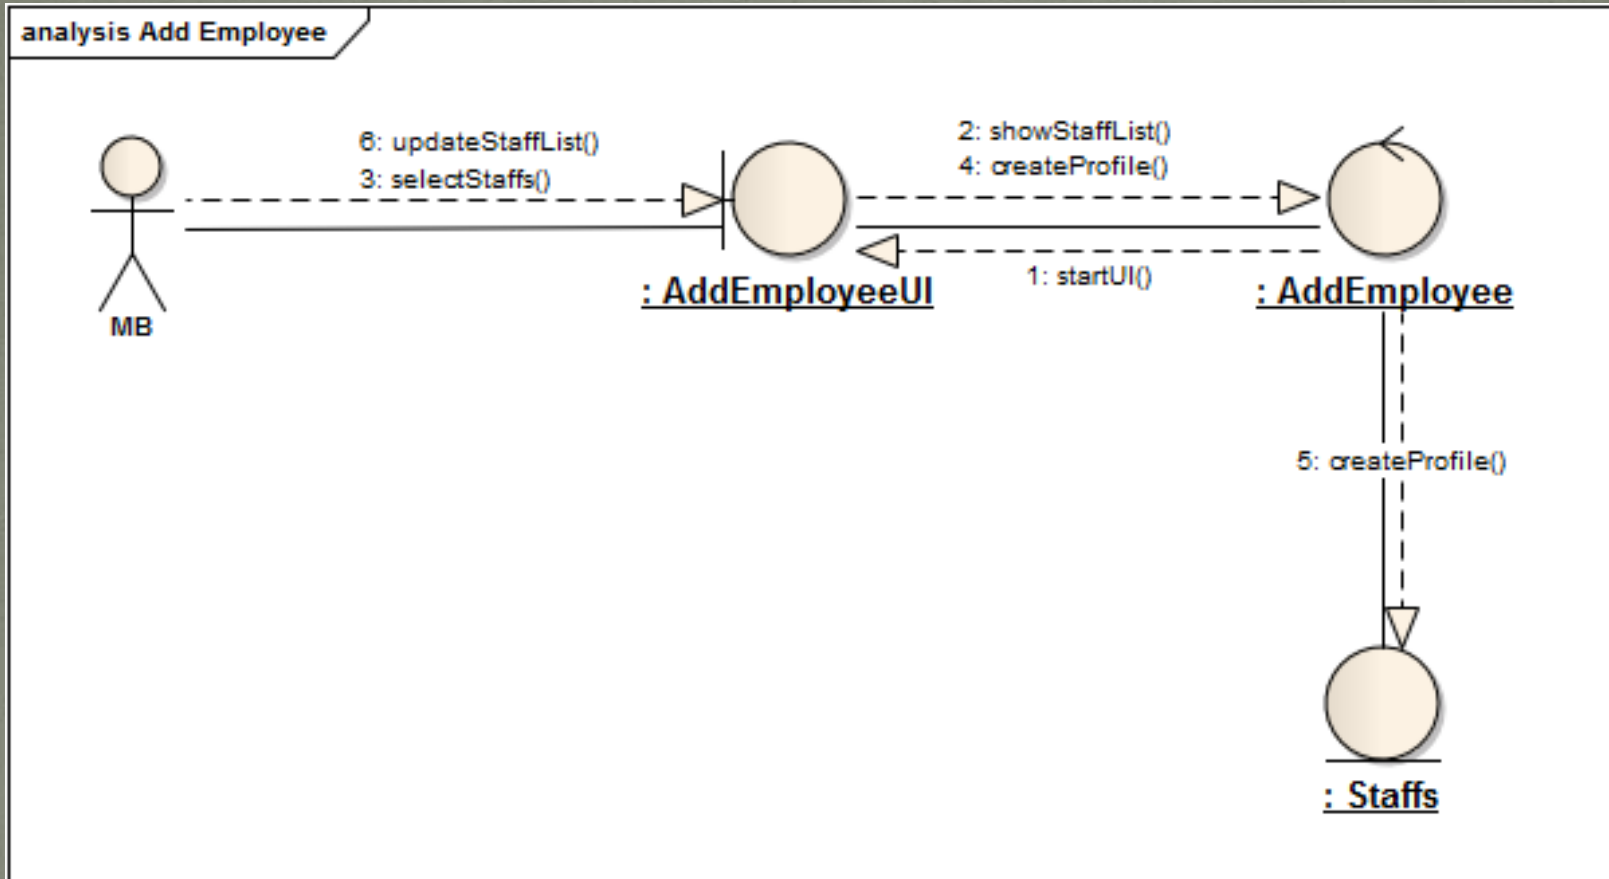 analysis Add Employee
6: updateStaffList()
3: selectStaffs()
2: showStaffList()
4: createProfile()
1: startUI()
: AddEmployeeUI
: AddEmployee
MB
5: createProfile()
: Staffs